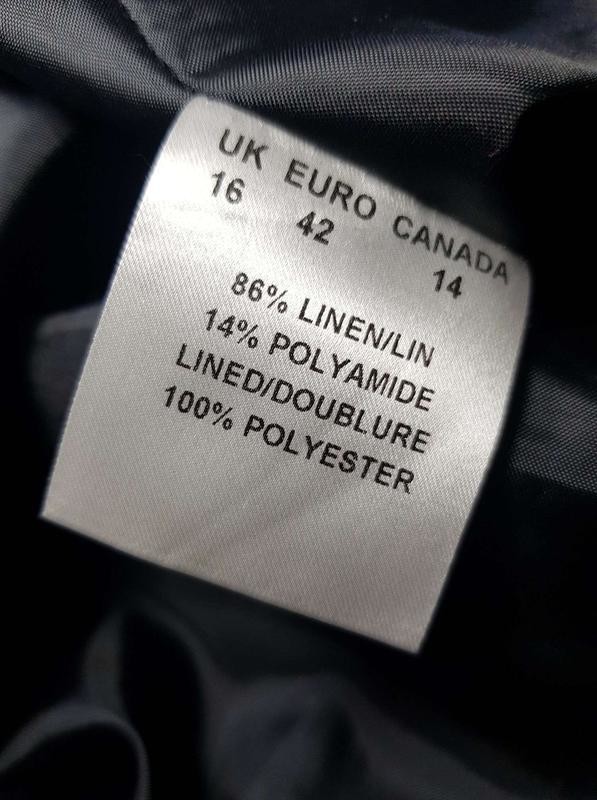 UK EURO CANADA
16 42 14
86% LINEN/LIN
14% POLYAMIDE
LINED/DOUBLURE
100% POLYESTER